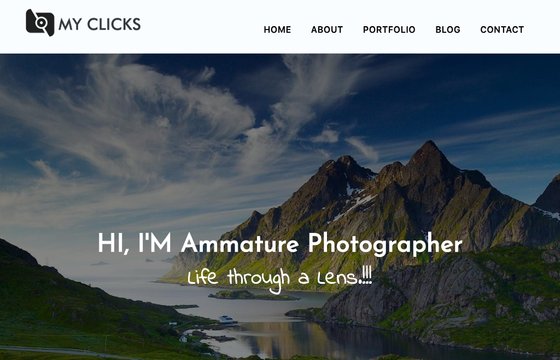 MY CLICKS
HOME ABOUT PORTFOLIO BLOG CONTACT
HI, I'M Ammature Photographer
Life through a Lens.!!!